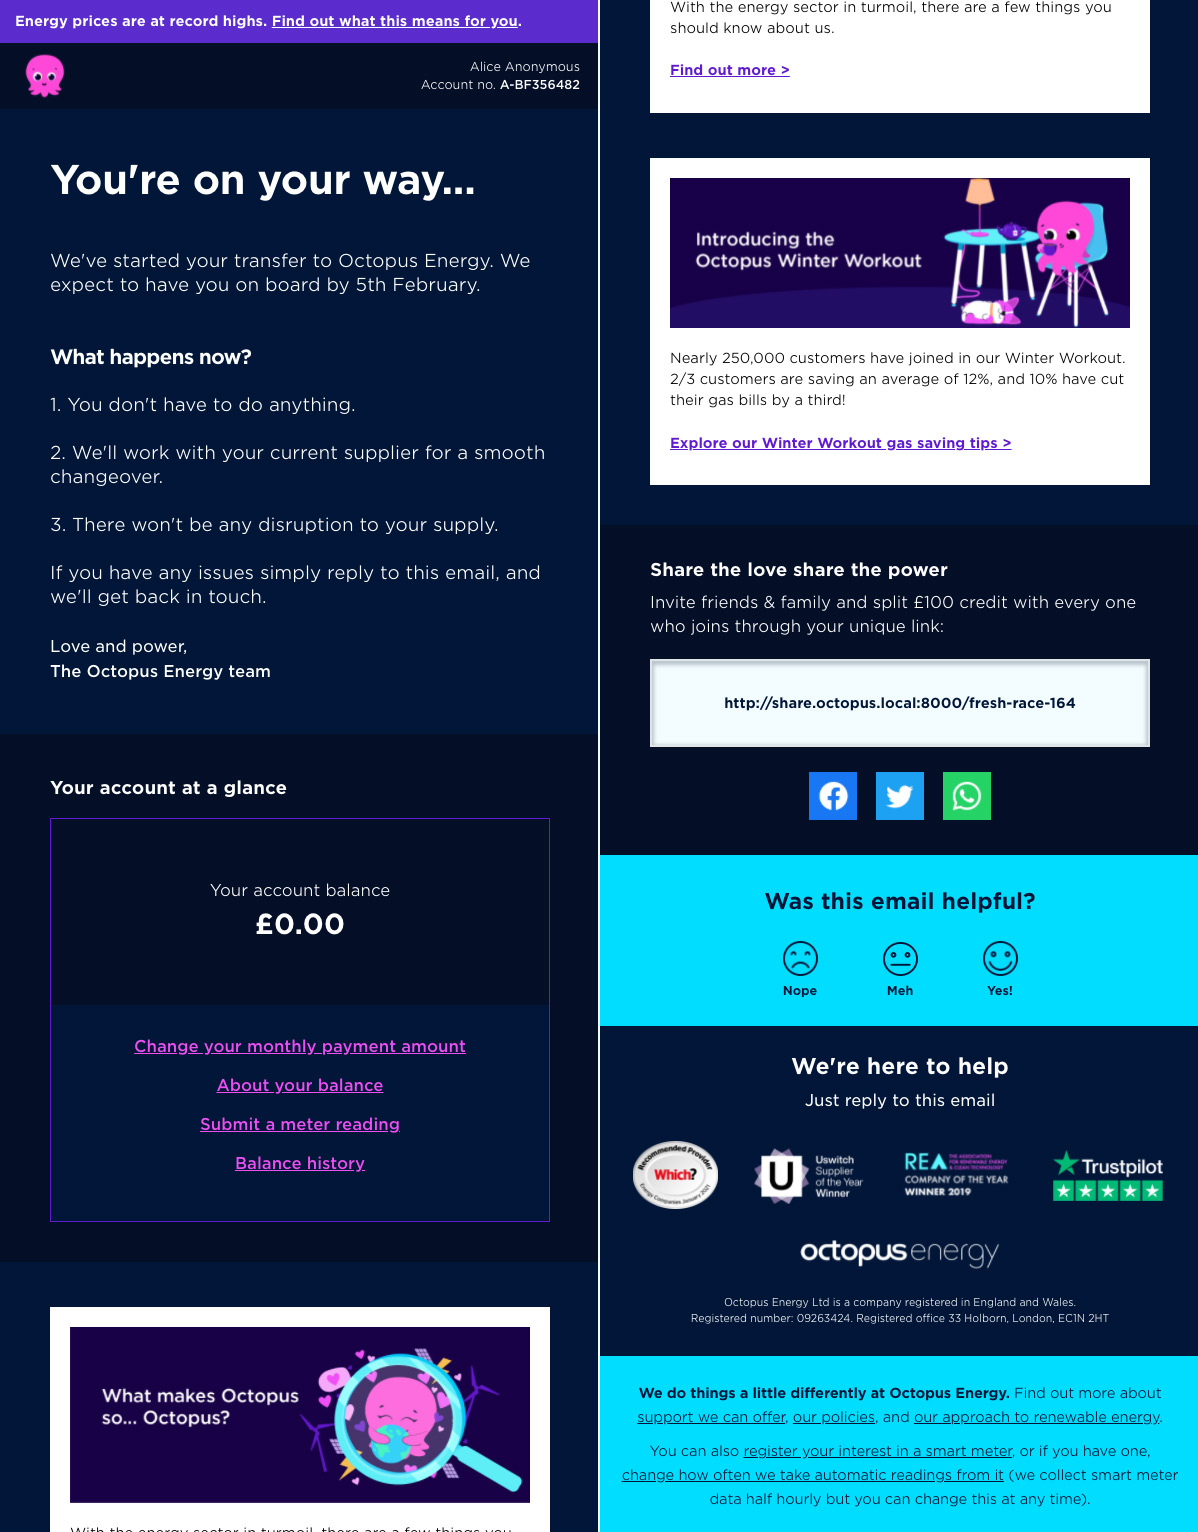 Energy prices are at record highs. Find out what this means for you.
Alice Anonymous
Account no. A-BF356482
You're on your way...
We've started your transfer to Octopus Energy. We
expect to have you on board by 5th February.
What happens now?
1. You don't have to do anything.
2. We'll work with your current supplier for a smooth
changeover.
3. There won't be any disruption to your supply.
If you have any issues simply reply to this email, and
we'll get back in touch.
Love and power,
The Octopus Energy team
Your account at a glance
Your account balance
£0.00
Change your monthly payment amount
About your balance
Submit a meter reading
Balance history
What makes Octopus
so... Octopus?
With the energy sector in turmoil, there are a few things you
With the energy sector in turmoil, there are a few things you
should know about us.
Find out more >
Introducing the
Octopus Winter Workout
Nearly 250,000 customers have joined in our Winter Workout.
2/3 customers are saving an average of 12%, and 10% have cut
their gas bills by a third!
Explore our Winter Workout gas saving tips >
Share the love share the power
Invite friends & family and split £100 credit with every one
who joins through your unique link:
http://share.octopus.local:8000/fresh-race-164
Was this email helpful?
Nope
Meh
Yes!
We're here to help
Just reply to this email
Recommended Provider
Which?
Energy Companies January 2021
U
Uswitch
Supplier
of the Year
Winner
REA THE ASSOCIATION
FOR RENEWABLE ENERGY
& CLEAN TECHNOLOGY
COMPANY OF THE YEAR
WINNER 2019
Trustpilot
octopusenergy
Octopus Energy Ltd is a company registered in England and Wales.
Registered number: 09263424. Registered office 33 Holborn, London, EC1N 2HT
We do things a little differently at Octopus Energy. Find out more about
support we can offer, our policies, and our approach to renewable energy.
You can also register your interest in a smart meter, or if you have one,
change how often we take automatic readings from it (we collect smart meter
data half hourly but you can change this at any time).